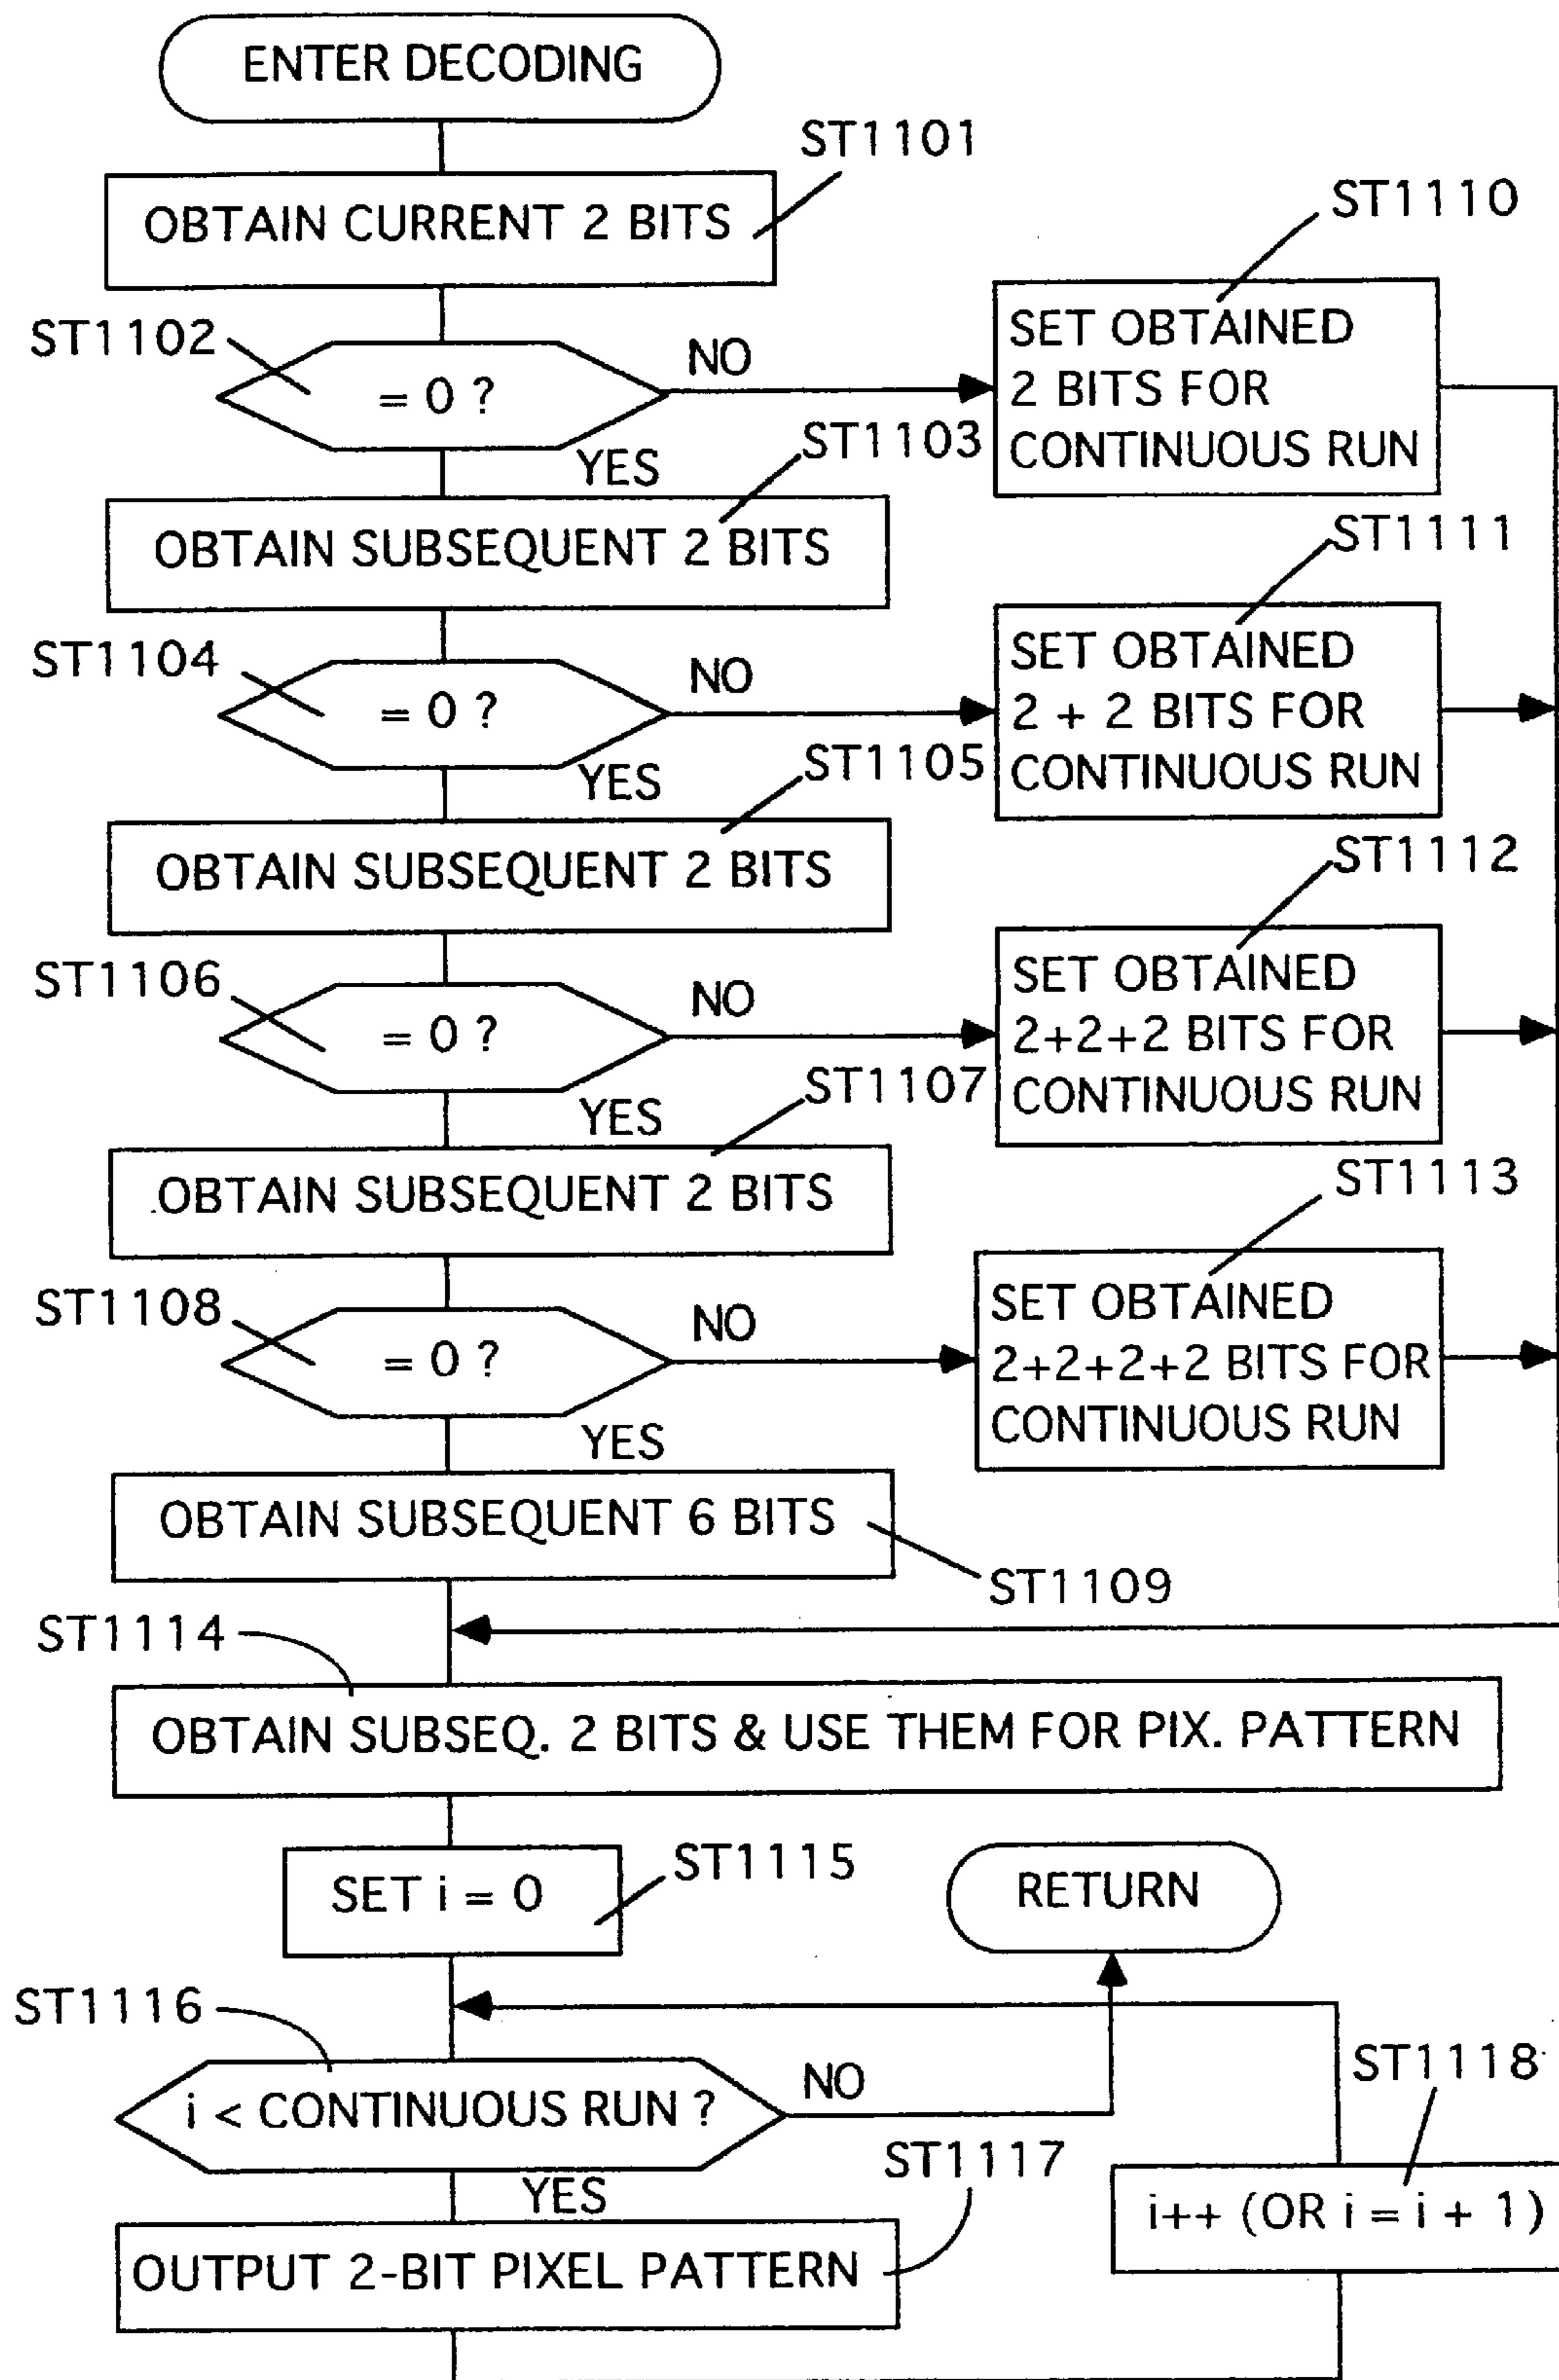 ENTER DECODING
ST1101
OBTAIN CURRENT 2 BITS
ST1110
ST1102
= 0 ?
NO
SET OBTAINED
2 BITS FOR
CONTINUOUS RUN
YES
ST1103
OBTAIN SUBSEQUENT 2 BITS
ST1111
ST1104
= 0 ?
NO
SET OBTAINED
2 + 2 BITS FOR
CONTINUOUS RUN
YES
ST1105
OBTAIN SUBSEQUENT 2 BITS
ST1112
ST1106
= 0 ?
NO
SET OBTAINED
2+2+2 BITS FOR
CONTINUOUS RUN
YES
ST1107
OBTAIN SUBSEQUENT 2 BITS
ST1113
ST1108
= 0 ?
NO
SET OBTAINED
2+2+2+2 BITS FOR
CONTINUOUS RUN
YES
OBTAIN SUBSEQUENT 6 BITS
ST1109
ST1114
OBTAIN SUBSEQ. 2 BITS & USE THEM FOR PIX. PATTERN
SET i = 0
ST1115
RETURN
ST1116
i < CONTINUOUS RUN ?
NO
ST1118
YES
ST1117
OUTPUT 2-BIT PIXEL PATTERN
i++ (OR i = i + 1)